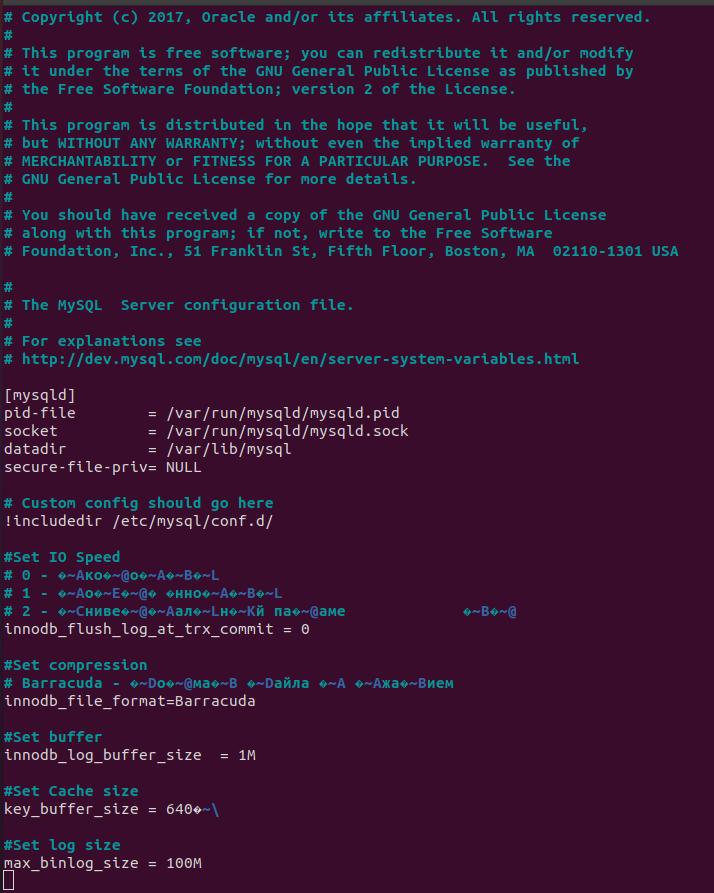 # Copyright (c) 2017, Oracle and/or its affiliates. All rights reserved.
#
# This program is free software; you can redistribute it and/or modify
# it under the terms of the GNU General Public License as published by
# the Free Software Foundation; version 2 of the License.
#
# This program is distributed in the hope that it will be useful,
# but WITHOUT ANY WARRANTY; without even the implied warranty of
# MERCHANTABILITY or FITNESS FOR A PARTICULAR PURPOSE.  See the
# GNU General Public License for more details.
#
# You should have received a copy of the GNU General Public License
# along with this program; if not, write to the Free Software
# Foundation, Inc., 51 Franklin St, Fifth Floor, Boston, MA  02110-1301 USA
#
# The MySQL  Server configuration file.
#
# For explanations see
# http://dev.mysql.com/doc/mysql/en/server-system-variables.html
[mysqld]
pid-file        = /var/run/mysqld/mysqld.pid
socket          = /var/run/mysqld/mysqld.sock
datadir         = /var/lib/mysql
secure-file-priv= NULL
# Custom config should go here
!includedir /etc/mysql/conf.d/
#Set IO Speed
# 0 - �~Aко�~@о�~A�~B�~L
# 1 - �~Aо�~E�~@� �нно�~A�~B�~L
# 2 - �~Cниве�~@�~Aал�~Lн�~Kй па�~@аме             �~B�~@
innodb_flush_log_at_trx_commit = 0
#Set compression
# Barracuda - �~Dо�~@ма�~B �~Dайла �~A �~Aжа�~Bием
innodb_file_format=Barracuda
#Set buffer
innodb_log_buffer_size  = 1M
#Set Cache size
key_buffer_size = 640�~\
#Set log size
max_binlog_size = 100M